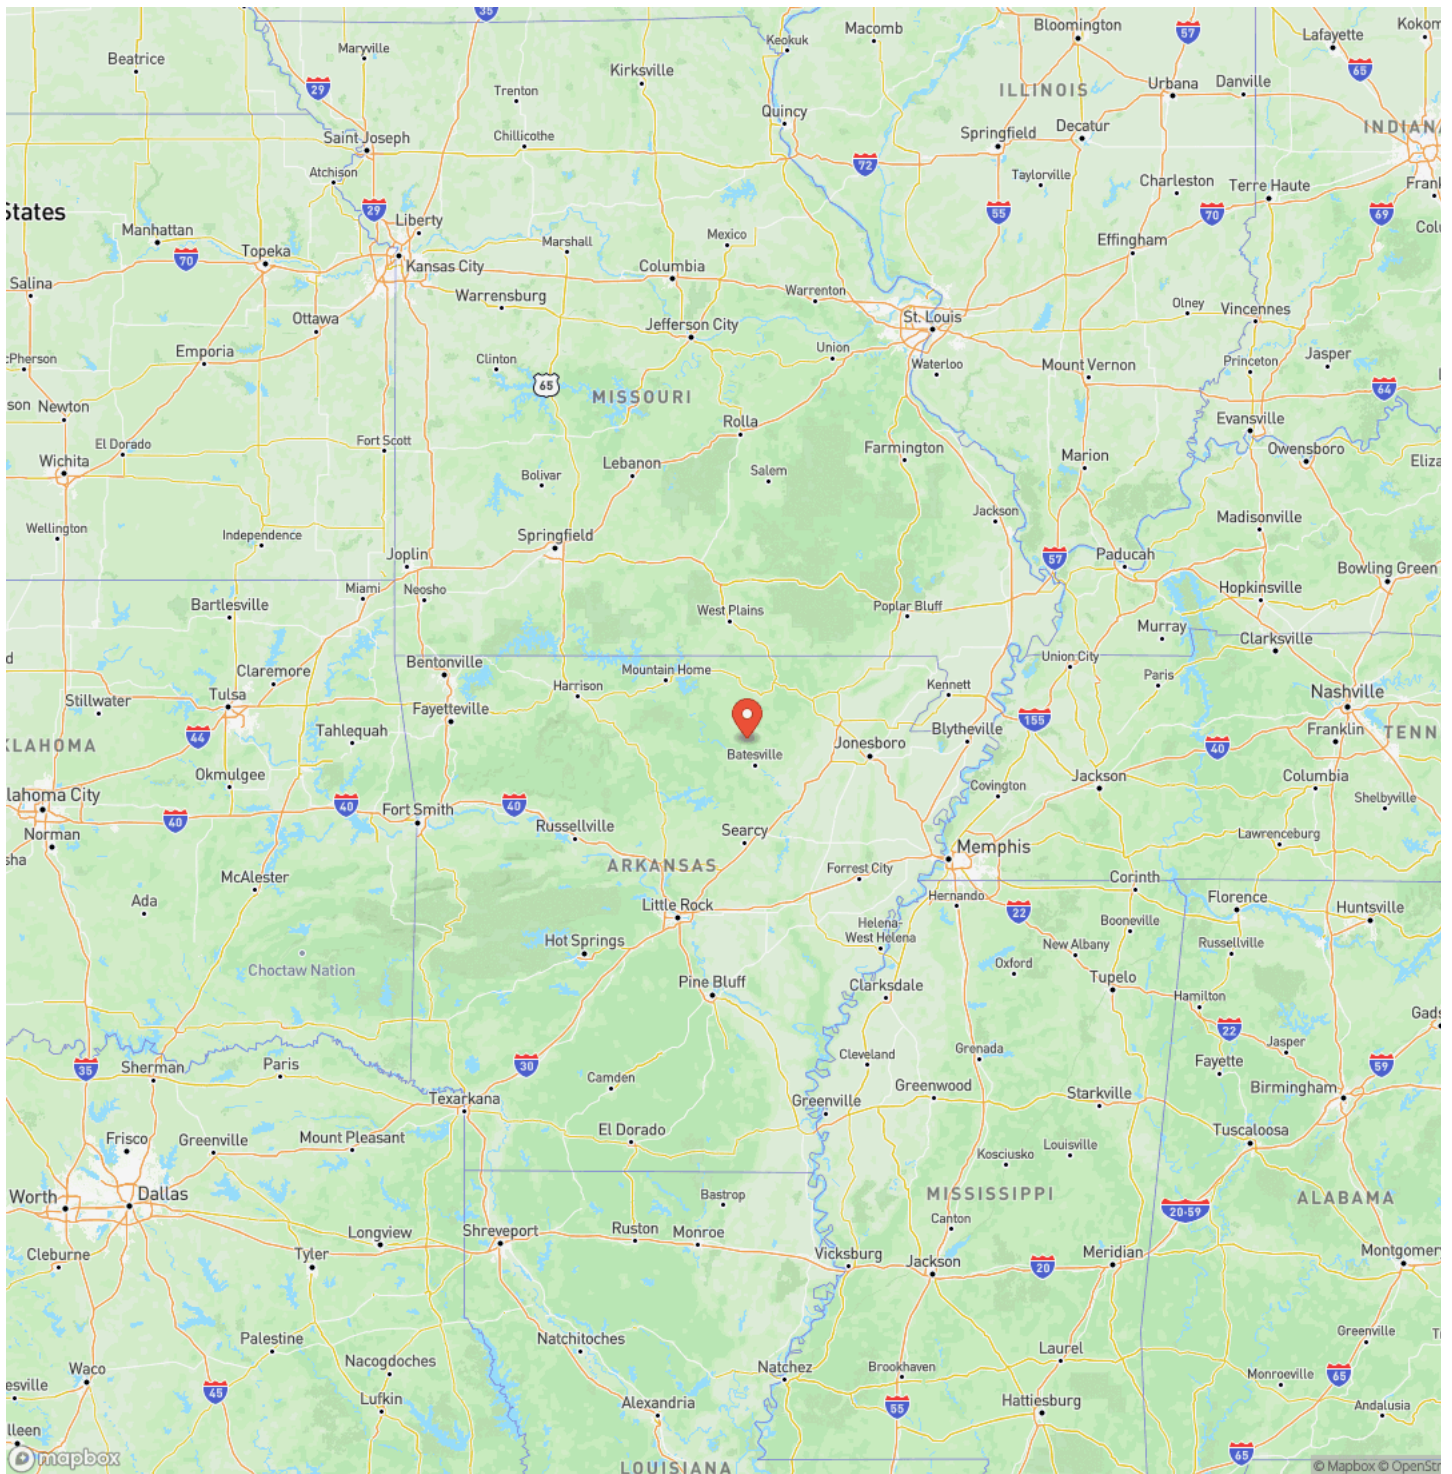 35
Bloomington
Macomb
Keokuk
Maryville
Beatrice
57
Lafayette
Kokom
65
Kirksville
29
Trenton
ILLINOIS
Urbana
Danville
Quincy
Saint Joseph
Chillicothe
Springfield
Decatur
INDIANA
72
Atchison
Taylorville
Charleston
Terre Haute
Frank
States
29
Liberty
55
70
69
Manhattan
Mexico
Colu
Topeka
Marshall
Effingham
70
Kansas City
Columbia
Salina
Warrensburg
Warrenton
Olney
Vincennes
Ottawa
Jefferson City
St. Louis
Emporia
cPherson
Clinton
Union
Waterloo
Mount Vernon
Princeton
Jasper
65
MISSOURI
64
son
Newton
Rolla
Evansville
El Dorado
Fort Scott
Farmington
Owensboro
Wichita
Lebanon
Salem
Marion
Eliza
Bolivar
Jackson
Wellington
Independence
Springfield
Madisonville
Joplin
57
Paducah
Bowling Green
Miami
Neosho
Hopkinsville
Bartlesville
West Plains
Poplar Bluff
Murray
Clarksville
d
Bentonville
Mountain Home
Union City
Claremore
Harrison
Kennett
Paris
Stillwater
Tulsa
Fayetteville
Nashville
44
Tahlequah
155
Blytheville
Franklin
KLAHOMA
Batesville
Jonesboro
40
TENN
Okmulgee
Jackson
Columbia
lahoma City
40
40
Fort Smith
40
Covington
Shelbyville
Norman
Russellville
Searcy
Lawrenceburg
sha
ARKANSAS
Memphis
McAlester
Forrest City
Corinth
Ada
Little Rock
Hernando
22
Florence
Huntsville
Helena-
West Helena
Booneville
Hot Springs
New Albany
Russellville
Choctaw Nation
Oxford
Pine Bluff
Clarksdale
Tupelo
Hamilton
Gads
22
Cleveland
Grenada
Jasper
35
Sherman
Paris
30
Fayette
59
Camden
Greenwood
Starkville
Birmingham
Texarkana
Greenville
Frisco
Greenville
Mount Pleasant
El Dorado
Tuscaloosa
Kosciusko
Louisville
Worth
Dallas
Bastrop
MISSISSIPPI
ALABAMA
20-59
Canton
Longview
Shreveport
Ruston
Monroe
Cleburne
Tyler
Vicksburg
Jackson
20
Meridian
Montgomery
Palestine
Natchitoches
Laurel
Greenville
T
Waco
Nacogdoches
Natchez
Brookhaven
65
Monroeville
esville
45
Lufkin
Alexandria
55
Hattiesburg
Andalusia
lleen
mapbox
65
LOUISIANA
© Mapbox © OpenStr